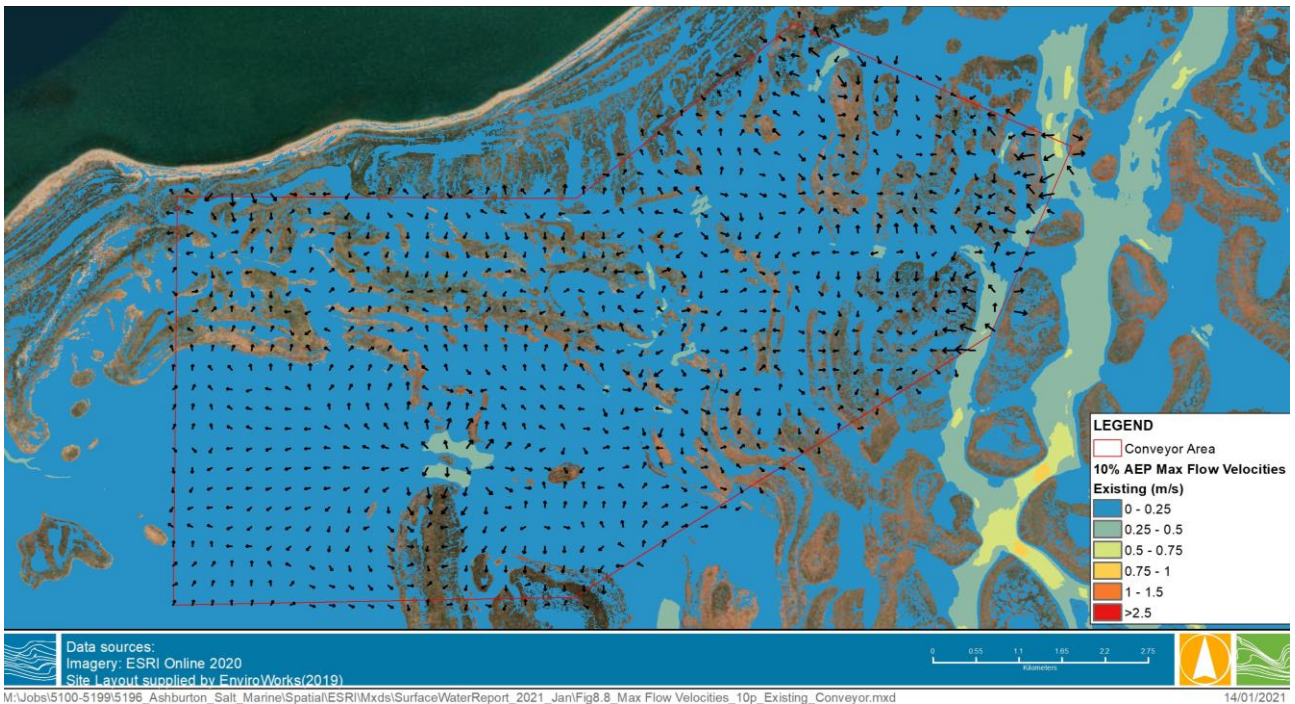 LEGEND
Conveyor Area
10% AEP Max Flow Velocities
Existing (m/s)
0 - 0.25
0.25 - 0.5
0.5 - 0.75
0.75 - 1
1 - 1.5
>2.5
Data sources:
Imagery: ESRI Online 2020
Site Layout supplied by EnviroWorks(2019)
0 0.55 1.1 1.65 2.2 2.75
Kilometers
M:\Jobs\5100-5199\5196_Ashburton_Salt_Marine\Spatial\ESRI\Mxds\SurfaceWaterReport_2021_Jan\Fig8.8_Max Flow Velocities_10p_Existing_Conveyor.mxd
14/01/2021